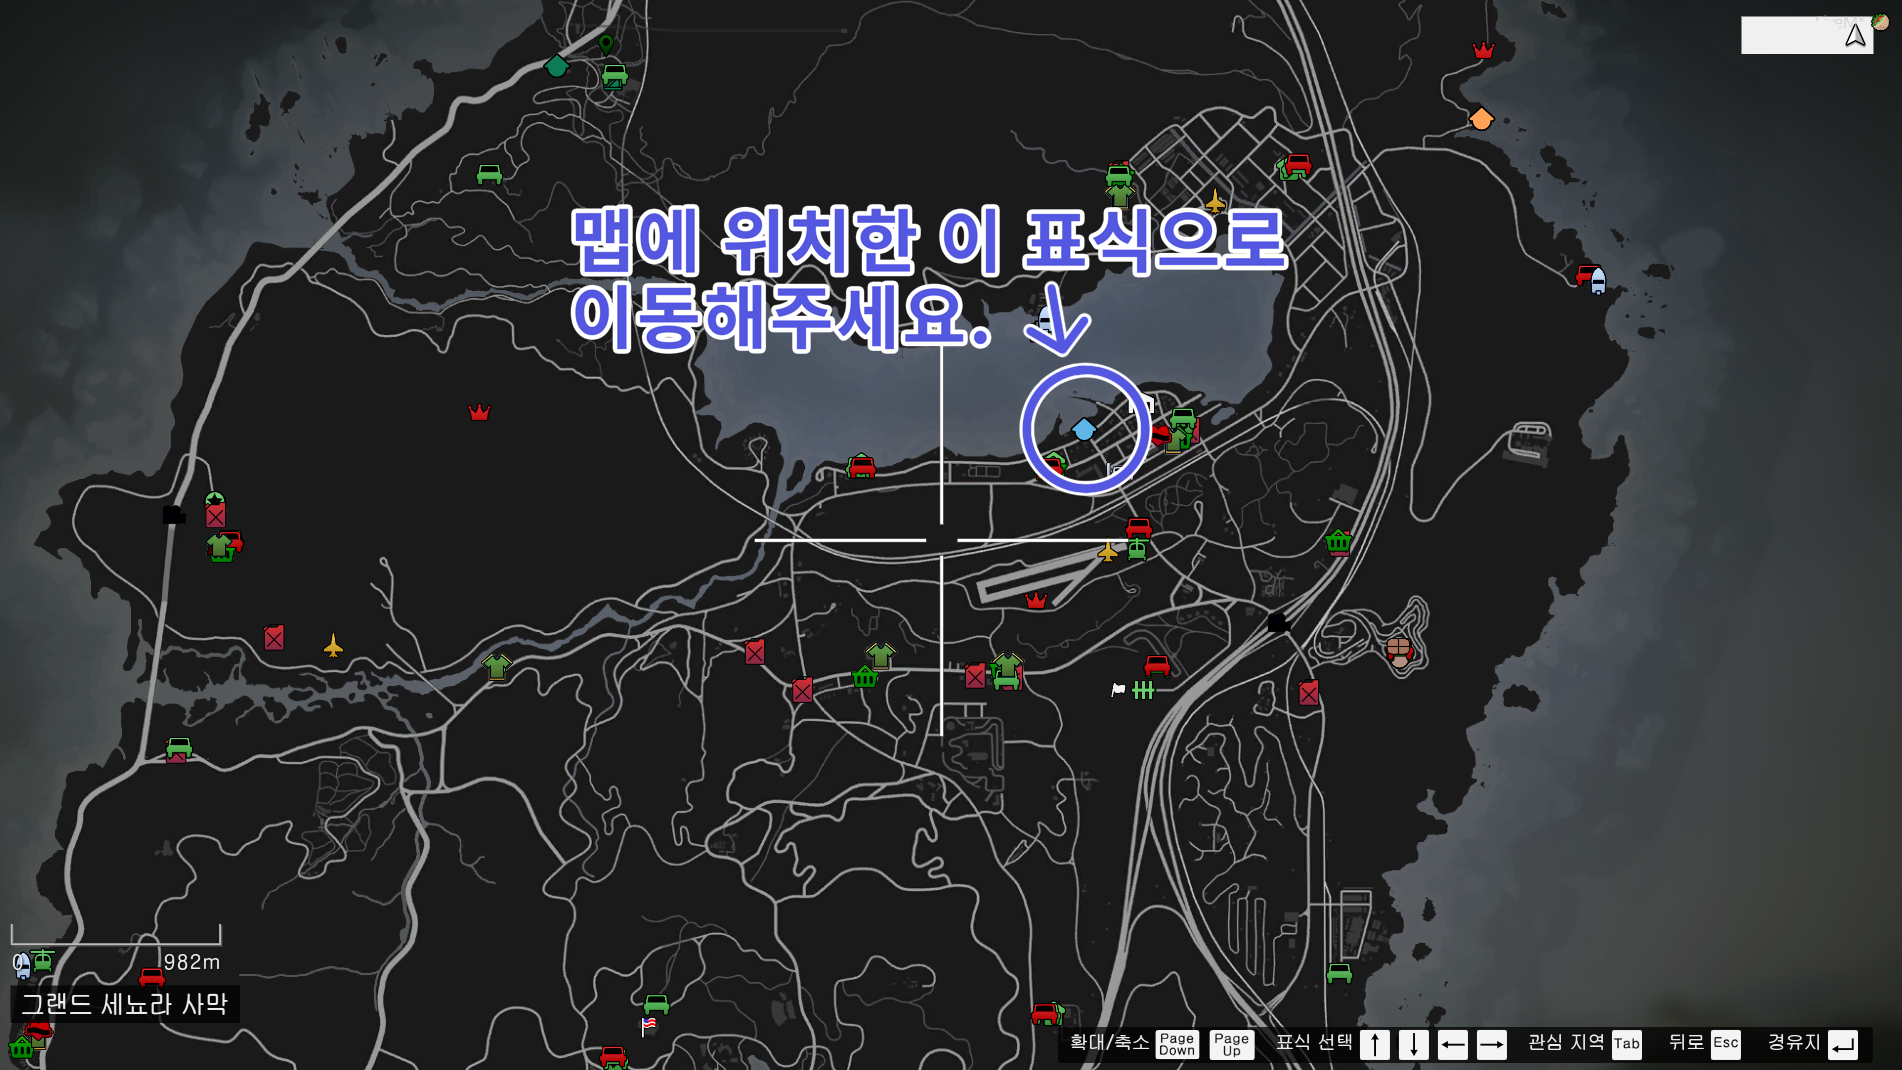 맵에 위치한 이 표식으로
이동해주세요.
0 982m
그랜드 세뇨라 사막
확대/축소 Page Down Page Up 표식 선택 ↑ ↓ ← → 관심 지역 Tab 뒤로 Esc 경유지